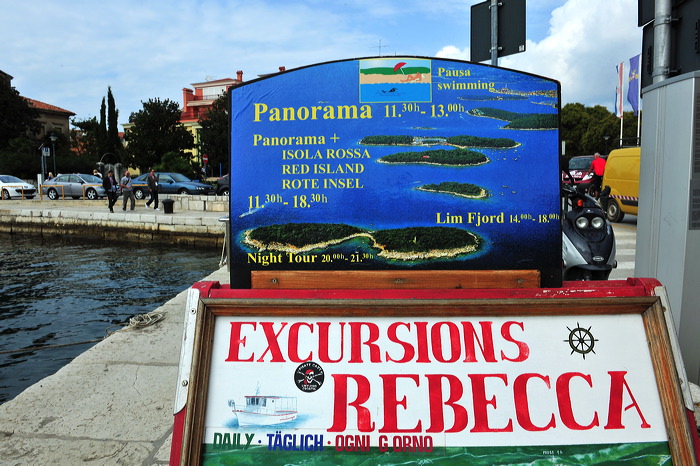 Pausa
swimming
Panorama 11.30h - 13.00h
Panorama +
ISOLA ROSSA
RED ISLAND
ROTE INSEL
11.30h - 18.30h
Lim Fjord 14.00h - 18.00h
Night Tour 20.00h - 21.30h
EXCURSIONS
REBECCA
DAILY · TÄGLICH · OGNI G ORNO